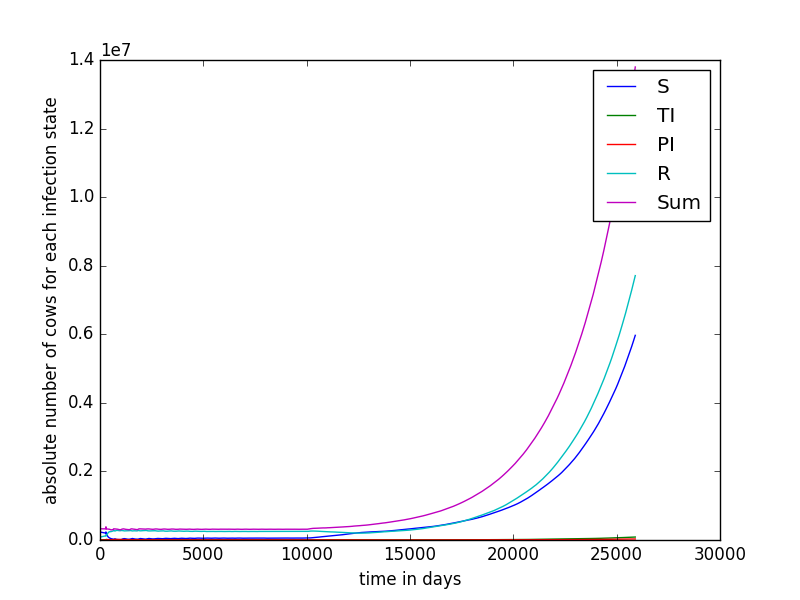 1e7
1.4
1.2
1.0
0.8
0.6
0.4
0.2
0.0
absolute number of cows for each infection state
S
TI
PI
R
Sum
0
5000
10000
15000
20000
25000
30000
time in days